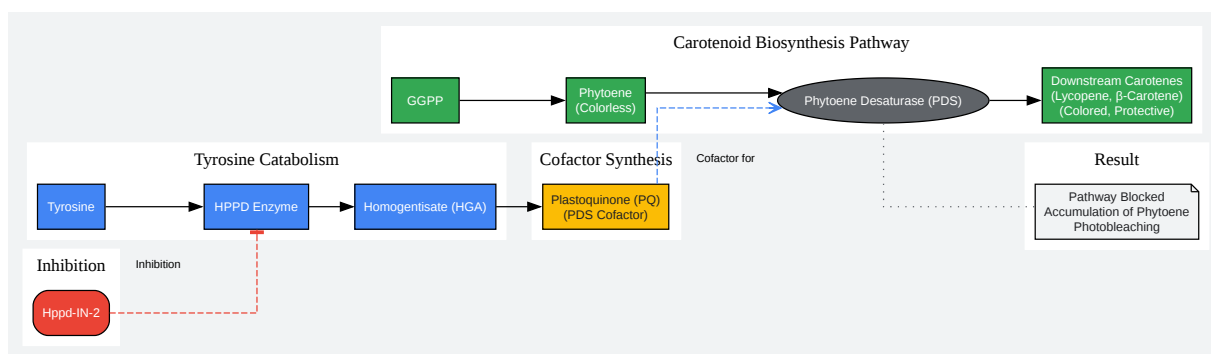 Carotenoid Biosynthesis Pathway
GGPP
Phytoene
(Colorless)
Phytoene Desaturase (PDS)
Downstream Carotenes
(Lycopene, β-Carotene)
(Colored, Protective)
Tyrosine Catabolism
Tyrosine
HPPD Enzyme
Homogentisate (HGA)
Cofactor Synthesis
Plastoquinone (PQ)
(PDS Cofactor)
Cofactor for
Result
Pathway Blocked
Accumulation of Phytoene
Photobleaching
Inhibition
Inhibition
Hppd-IN-2